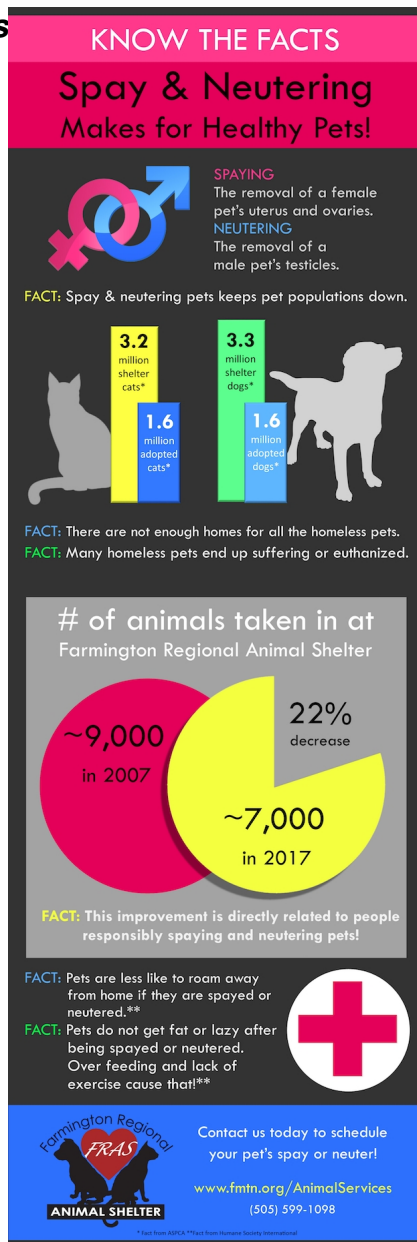 s
KNOW THE FACTS
Spay & Neutering
Makes for Healthy Pets!
SPAYING
The removal of a female
pet's uterus and ovaries.
NEUTERING
The removal of a
male pet's testicles.
FACT: Spay & neutering pets keeps pet populations down.
3.2
million
shelter
cats*
1.6
million
adopted
cats*
3.3
million
shelter
dogs*
1.6
million
adopted
dogs*
FACT: There are not enough homes for all the homeless pets.
FACT: Many homeless pets end up suffering or euthanized.
# of animals taken in at
Farmington Regional Animal Shelter
~9,000
in 2007
22%
decrease
~7,000
in 2017
FACT: This improvement is directly related to people
responsibly spaying and neutering pets!
FACT: Pets are less like to roam away
from home if they are spayed or
neutered.**
FACT: Pets do not get fat or lazy after
being spayed or neutered.
Over feeding and lack of
exercise cause that!**
Farmington Regional
FRAS
ANIMAL SHELTER
Contact us today to schedule
your pet's spay or neuter!
www.fmtn.org/AnimalServices
(505) 599-1098
* Fact from ASPCA **Fact from Humane Society International